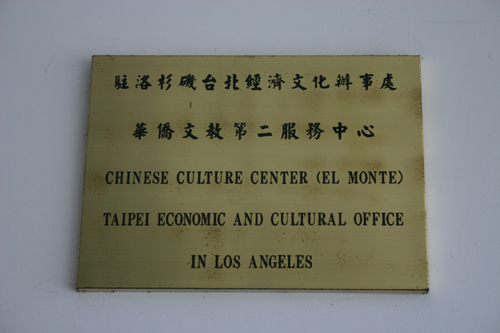 駐洛杉磯台北經濟文化辦事處
華僑文教第二服務中心
CHINESE CULTURE CENTER (EL MONTE)
TAIPEI ECONOMIC AND CULTURAL OFFICE
IN LOS ANGELES